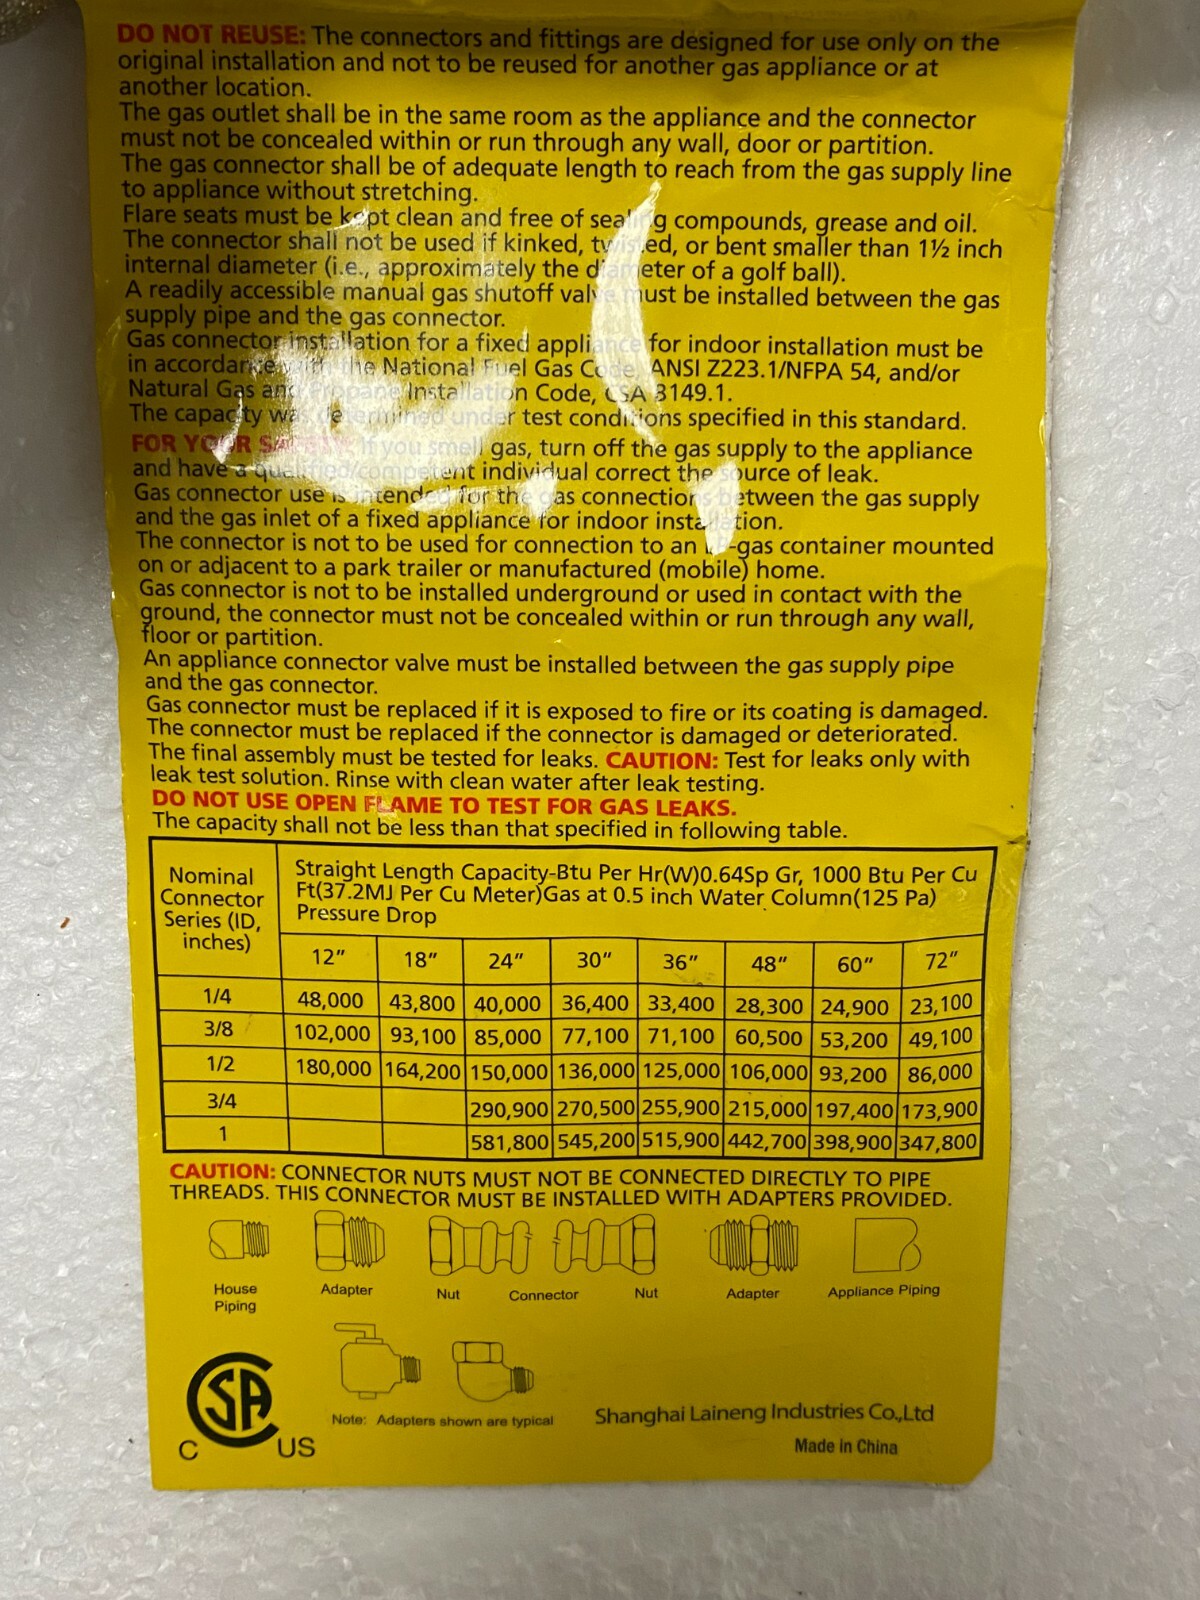 DO NOT REUSE: The connectors and fittings are designed for use only on the
original installation and not to be reused for another gas appliance or at
another location.
The gas outlet shall be in the same room as the appliance and the connector
must not be concealed within or run through any wall, door or partition.
The gas connector shall be of adequate length to reach from the gas supply line
to appliance without stretching.
Flare seats must be kept clean and free of sealing compounds, grease and oil.
The connector shall not be used if kinked, twisted, or bent smaller than 1½ inch
internal diameter (i.e., approximately the diameter of a golf ball).
A readily accessible manual gas shutoff valve must be installed between the gas
supply pipe and the gas connector.
Gas connector installation for a fixed appliance for indoor installation must be
in accordance with the National Fuel Gas Code, ANSI Z223.1/NFPA 54, and/or
Natural Gas and Propane Installation Code, CSA B149.1.
The capacity was determined under test conditions specified in this standard.
FOR YOUR SAFETY: If you smell gas, turn off the gas supply to the appliance
and have a qualified/competent individual correct the source of leak.
Gas connector use is intended for the gas connections between the gas supply
and the gas inlet of a fixed appliance for indoor installation.
The connector is not to be used for connection to an LP-gas container mounted
on or adjacent to a park trailer or manufactured (mobile) home.
Gas connector is not to be installed underground or used in contact with the
ground, the connector must not be concealed within or run through any wall,
floor or partition.
An appliance connector valve must be installed between the gas supply pipe
and the gas connector.
Gas connector must be replaced if it is exposed to fire or its coating is damaged.
The connector must be replaced if the connector is damaged or deteriorated.
The final assembly must be tested for leaks. CAUTION: Test for leaks only with
leak test solution. Rinse with clean water after leak testing.
DO NOT USE OPEN FLAME TO TEST FOR GAS LEAKS.
The capacity shall not be less than that specified in following table.
Nominal
Connector
Series (ID,
inches)
Straight Length Capacity-Btu Per Hr(W)0.64Sp Gr, 1000 Btu Per Cu
Ft(37.2MJ Per Cu Meter)Gas at 0.5 inch Water Column(125 Pa)
Pressure Drop
12″ 18″ 24″ 30″ 36″ 48″ 60″ 72″
1/4 48,000 43,800 40,000 36,400 33,400 28,300 24,900 23,100
3/8 102,000 93,100 85,000 77,100 71,100 60,500 53,200 49,100
1/2 180,000 164,200 150,000 136,000 125,000 106,000 93,200 86,000
3/4 290,900 270,500 255,900 215,000 197,400 173,900
1 581,800 545,200 515,900 442,700 398,900 347,800
CAUTION: CONNECTOR NUTS MUST NOT BE CONNECTED DIRECTLY TO PIPE
THREADS. THIS CONNECTOR MUST BE INSTALLED WITH ADAPTERS PROVIDED.
House
Piping
Adapter
Nut
Connector
Nut
Adapter
Appliance Piping
CSA
C US
Note: Adapters shown are typical
Shanghai Laineng Industries Co.,Ltd
Made in China